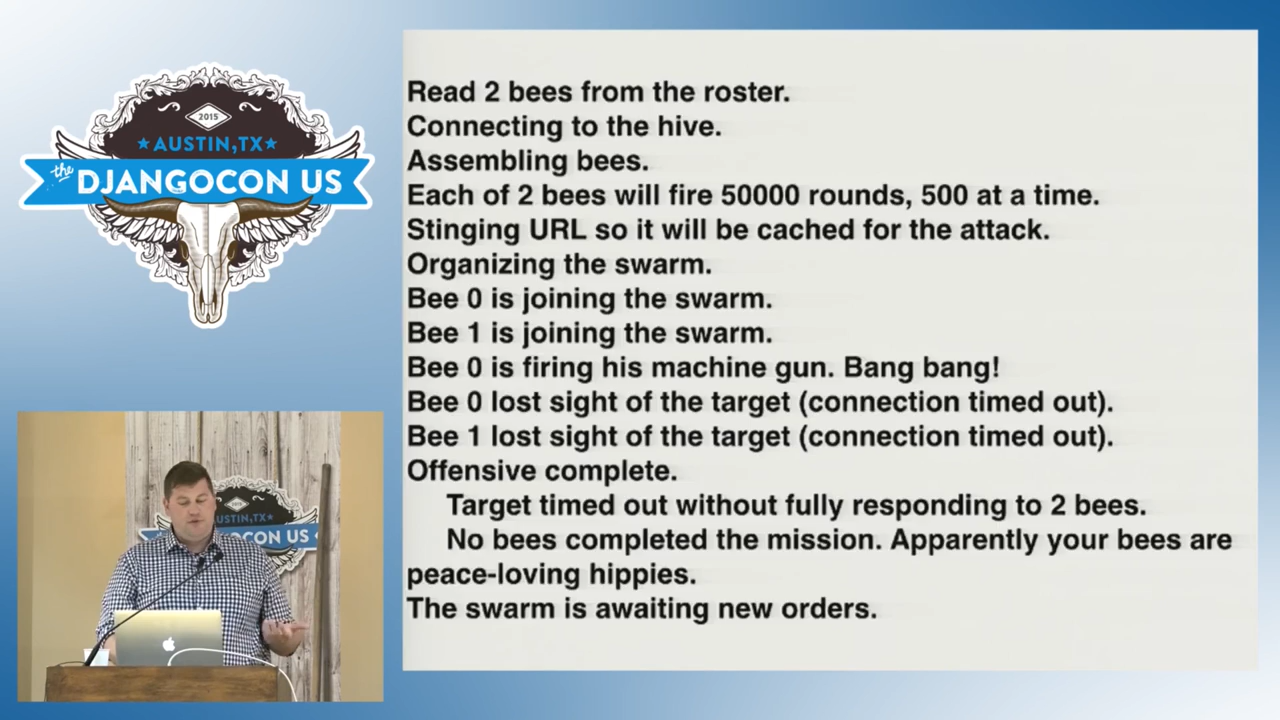 2015
AUSTIN,TX
the
DJANGOCON US
Read 2 bees from the roster.
Connecting to the hive.
Assembling bees.
Each of 2 bees will fire 50000 rounds, 500 at a time.
Stinging URL so it will be cached for the attack.
Organizing the swarm.
Bee 0 is joining the swarm.
Bee 1 is joining the swarm.
Bee 0 is firing his machine gun. Bang bang!
Bee 0 lost sight of the target (connection timed out).
Bee 1 lost sight of the target (connection timed out).
Offensive complete.
Target timed out without fully responding to 2 bees.
No bees completed the mission. Apparently your bees are
peace-loving hippies.
The swarm is awaiting new orders.
USTIN,TX
GOCON US